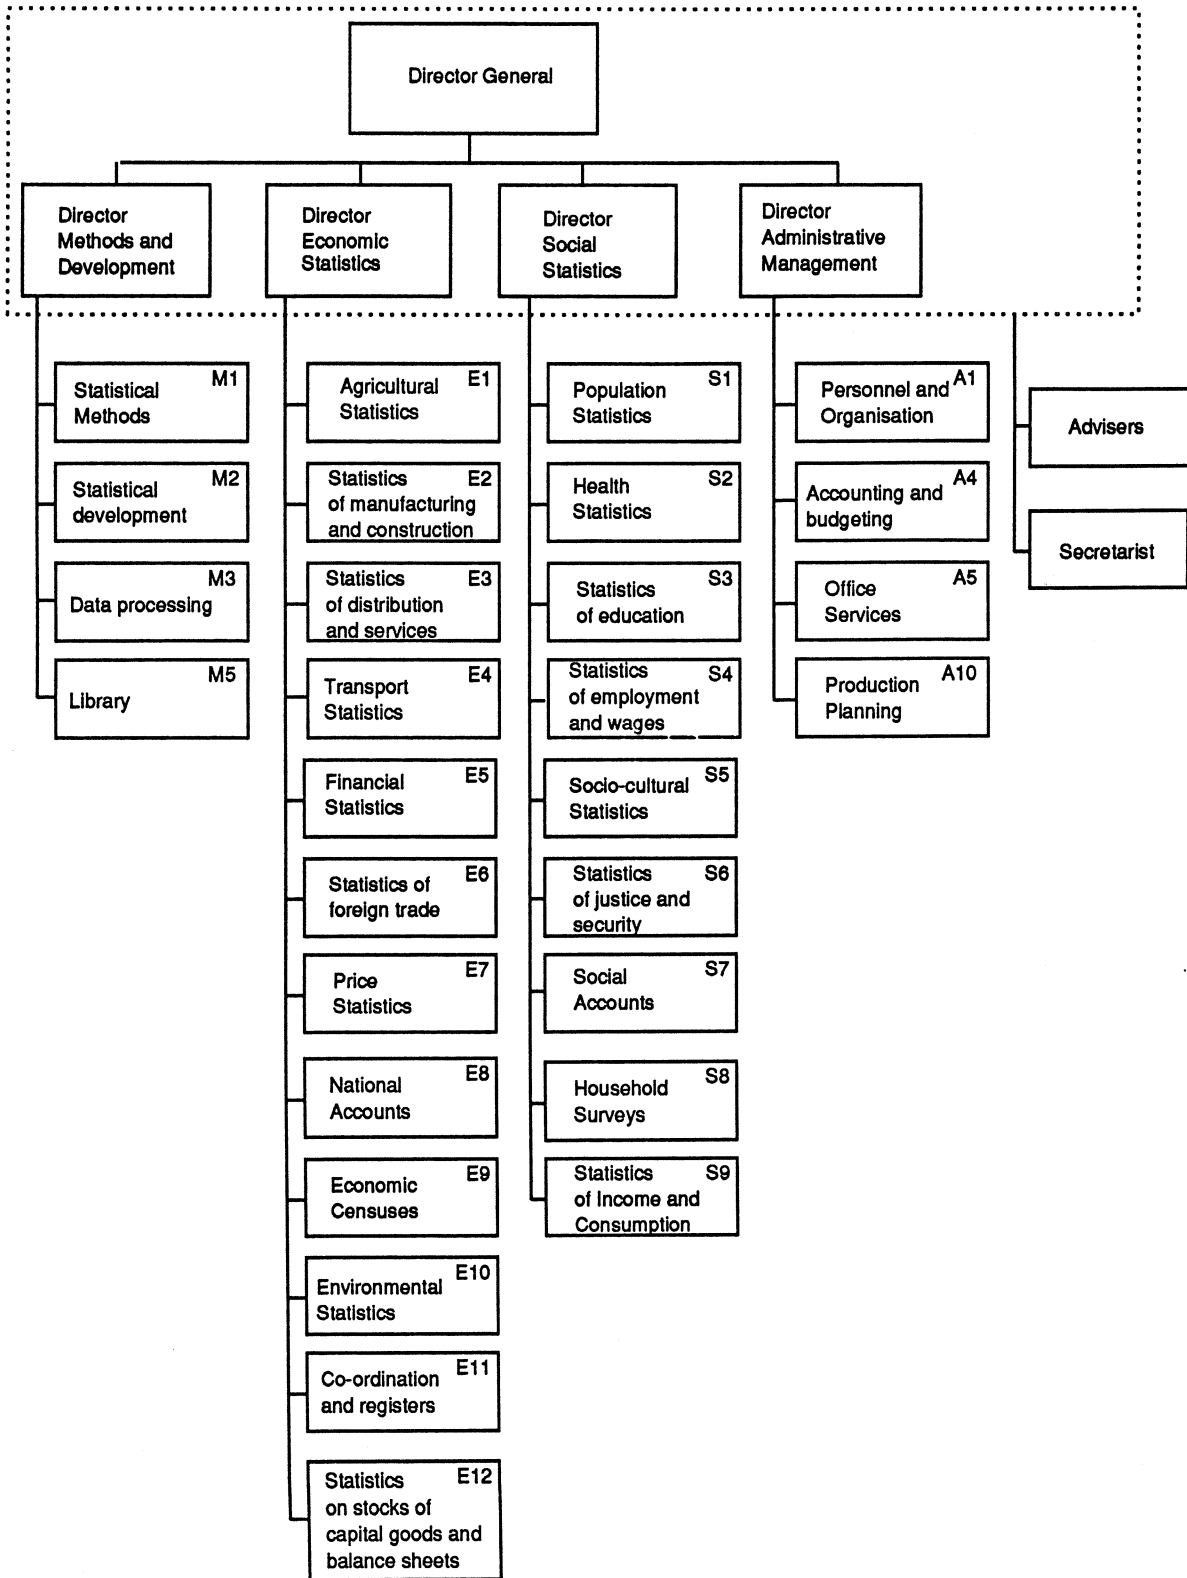 Director General
Director
Methods and
Development
Director
Economic
Statistics
Director
Social
Statistics
Director
Administrative
Management
M1
Statistical
Methods
M2
Statistical
development
M3
Data processing
M5
Library
E1
Agricultural
Statistics
E2
Statistics
of manufacturing
and construction
E3
Statistics
of distribution
and services
E4
Transport
Statistics
E5
Financial
Statistics
E6
Statistics of
foreign trade
E7
Price
Statistics
E8
National
Accounts
E9
Economic
Censuses
E10
Environmental
Statistics
E11
Co-ordination
and registers
E12
Statistics
on stocks of
capital goods and
balance sheets
S1
Population
Statistics
S2
Health
Statistics
S3
Statistics
of education
S4
Statistics
of employment
and wages
S5
Socio-cultural
Statistics
S6
Statistics
of justice and
security
S7
Social
Accounts
S8
Household
Surveys
S9
Statistics
of Income and
Consumption
A1
Personnel and
Organisation
A4
Accounting and
budgeting
A5
Office
Services
A10
Production
Planning
Advisers
Secretarist